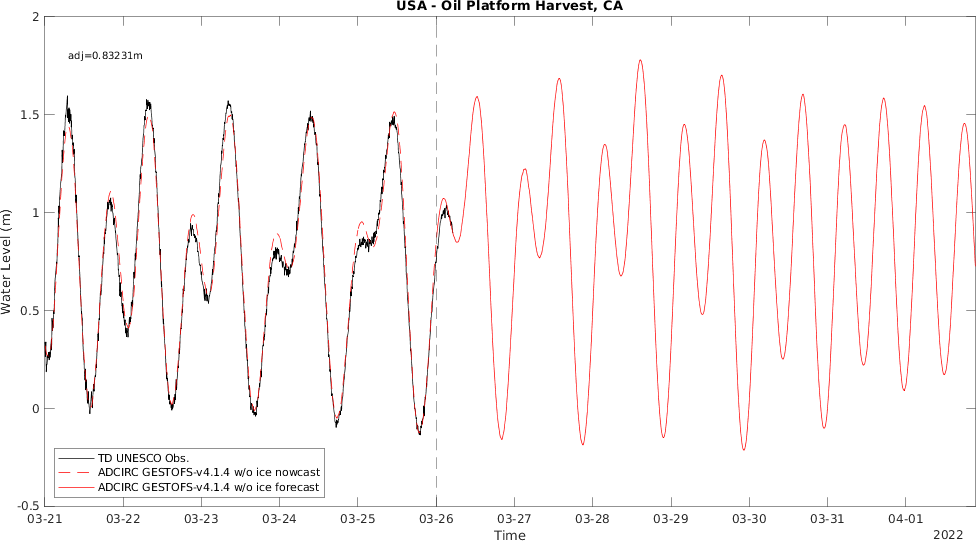 USA - Oil Platform Harvest, CA
2
adj=0.83231m
1.5
1
0.5
0
-0.5
Water Level (m)
TD UNESCO Obs.
ADCIRC GESTOFS-v4.1.4 w/o ice nowcast
ADCIRC GESTOFS-v4.1.4 w/o ice forecast
03-21 03-22 03-23 03-24 03-25 03-26 03-27 03-28 03-29 03-30 03-31 04-01
Time
2022